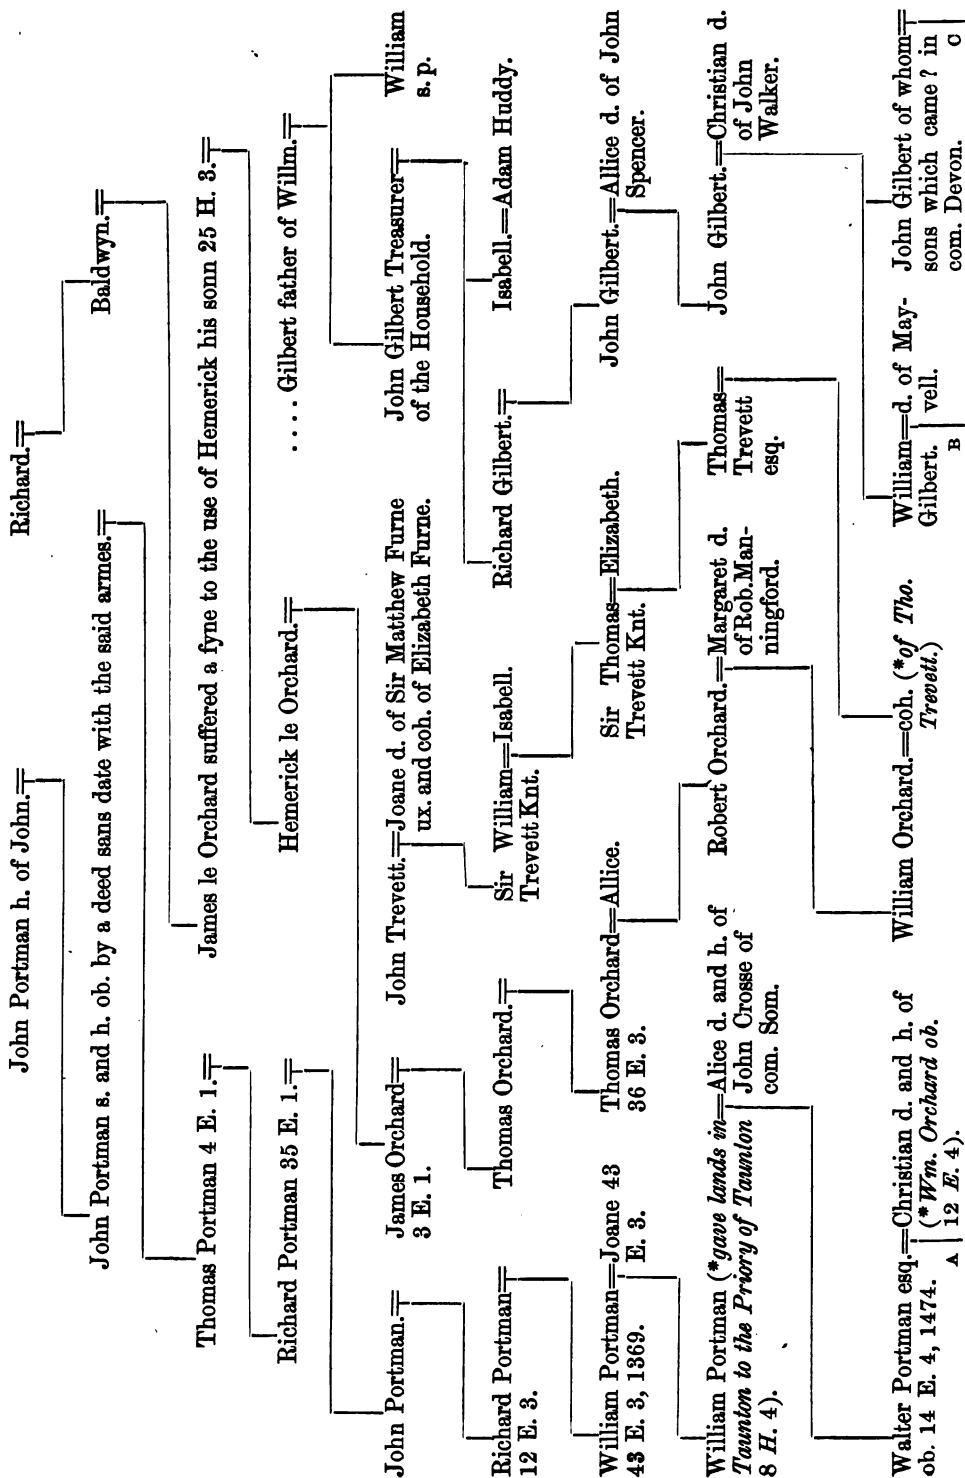 John Portman h. of John.
Richard.
John Portman s. and h. ob. by a deed sans date with the said armes.
Baldwyn.
Thomas Portman 4 E. 1.
James le Orchard suffered a fyne to the use of Hemerick his sonn 25 H. 3.
Richard Portman 35 E. 1.
Hemerick le Orchard.
.... Gilbert father of Willm.
John Portman.
James Orchard
3 E. 1.
John Trevett.=Joane d. of Sir Matthew Furne
ux. and coh. of Elizabeth Furne.
John Gilbert Treasurer
of the Household.
William
s. p.
Richard Portman
12 E. 3.
Thomas Orchard.
Sir William=Isabell.
Trevett Knt.
Richard Gilbert.
Isabell.=Adam Huddy.
William Portman=Joane 43
43 E. 3, 1369. E. 3.
Thomas Orchard=Allice.
36 E. 3.
Sir Thomas=Elizabeth.
Trevett Knt.
John Gilbert.=Allice d. of John
Spencer.
William Portman (*gave lands in=Alice d. and h. of
Taunton to the Priory of Taunton John Crosse of
8 H. 4). com. Som.
Robert Orchard.=Margaret d.
of Rob. Man-
ningford.
Thomas
Trevett
esq.
John Gilbert.=Christian d.
of John
Walker.
Walter Portman esq.=Christian d. and h. of
ob. 14 E. 4, 1474. (*Wm. Orchard ob.
A 12 E. 4).
William Orchard.=coh. (*of Tho.
Trevett.)
William=d. of May-
Gilbert. vell.
B
John Gilbert of whom
sons which came? in
com. Devon.
C